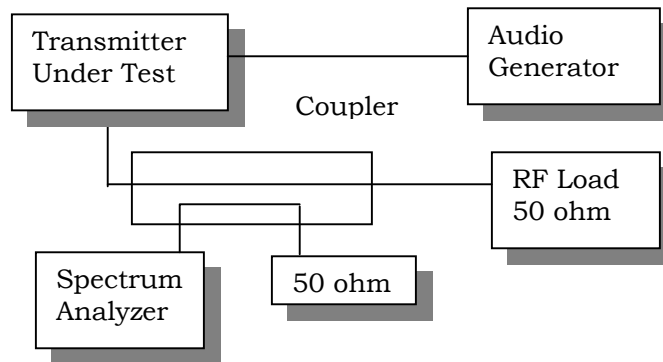 Transmitter
Under Test
Audio
Generator
Coupler
RF Load
50 ohm
Spectrum
Analyzer
50 ohm